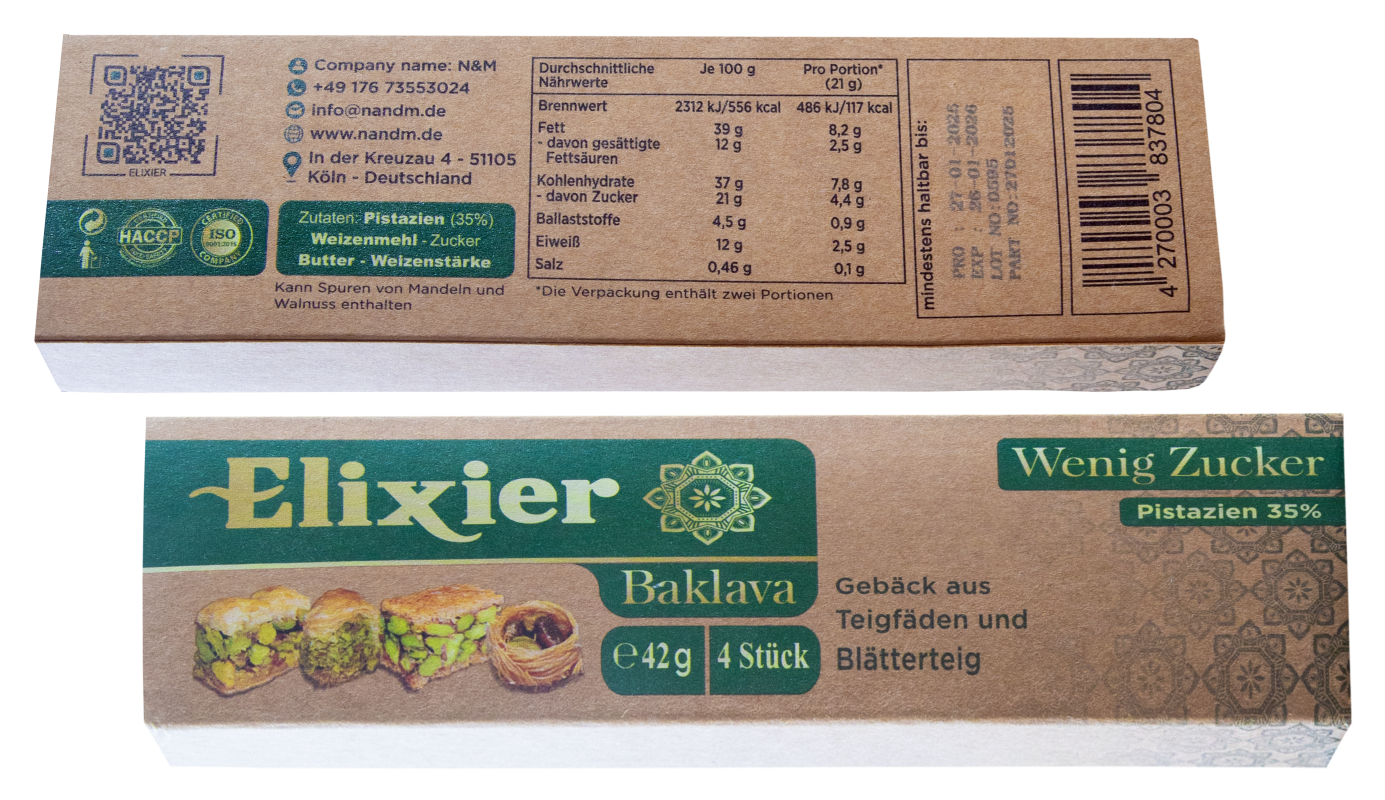 ELIXIER
Company name: N&M
+49 176 73553024
info@nandm.de
www.nandm.de
In der Kreuzau 4 - 51105
Köln - Deutschland
CERTIFIED
HACCP
CERTIFIED
ISO
9001:2015
COMPANY
Zutaten: Pistazien (35%)
Weizenmehl - Zucker
Butter - Weizenstärke
Kann Spuren von Mandeln und
Walnuss enthalten
Durchschnittliche Nährwerte Je 100 g Pro Portion* (21 g)
Brennwert 2312 kJ/556 kcal 486 kJ/117 kcal
Fett 39 g 8,2 g
- davon gesättigte Fettsäuren 12 g 2,5 g
Kohlenhydrate 37 g 7,8 g
- davon Zucker 21 g 4,4 g
Ballaststoffe 4,5 g 0,9 g
Eiweiß 12 g 2,5 g
Salz 0,46 g 0,1 g
*Die Verpackung enthält zwei Portionen
mindestens haltbar bis:
PRO : 27-01-2025
EXP : 26-01-2026
LOT NO:0695
PART NO:27012025
4 270003 837804
Elixier
Baklava
e 42 g
4 Stück
Wenig Zucker
Pistazien 35%
Gebäck aus
Teigfäden und
Blätterteig